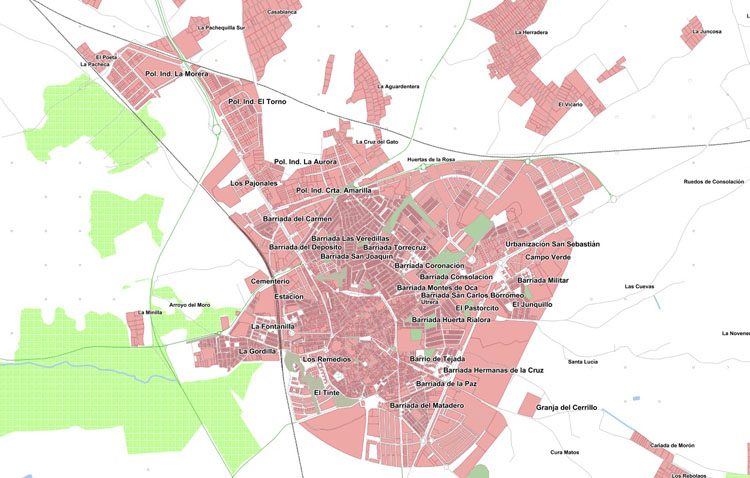 Casablanca
La Pachequilla Sur
La Herradera
La Juncosa
El Poeta
La Pacheca
Pol. Ind. La Morera
La Aguardentera
Pol. Ind. El Torno
El Vicario
La Cruz del Gato
Pol. Ind. La Aurora
Huertas de la Rosa
Los Pajonales
Pol. Ind. Crta. Amarilla
Ruedos de Consolación
Barriada del Carmen
Barriada Las Veredillas
Barriada del Deposito
Barriada Torrecruz
Urbanizacion San Sebastián
Barriada San Joaquin
Campo Verde
Barriada Coronación
Cementerio
Barriada Consolacion
Barriada Militar
Barriada Montes de Oca
Las Cuevas
Estacion
Barriada San Carlos Borromeo
Utrera
Arroyo del Moro
El Pastorcito
El Junquillo
La Minilla
Barriada Huerta Rialora
La Fontanilla
La Novene
La Gordilla
Los Remedios
Barrio de Tejada
Santa Lucía
Barriada Hermanas de la Cruz
Barriada de la Paz
El Tinte
Barriada del Matadero
Granja del Cerrillo
Cañada de Morón
Cura Matos
Los Rebolaos